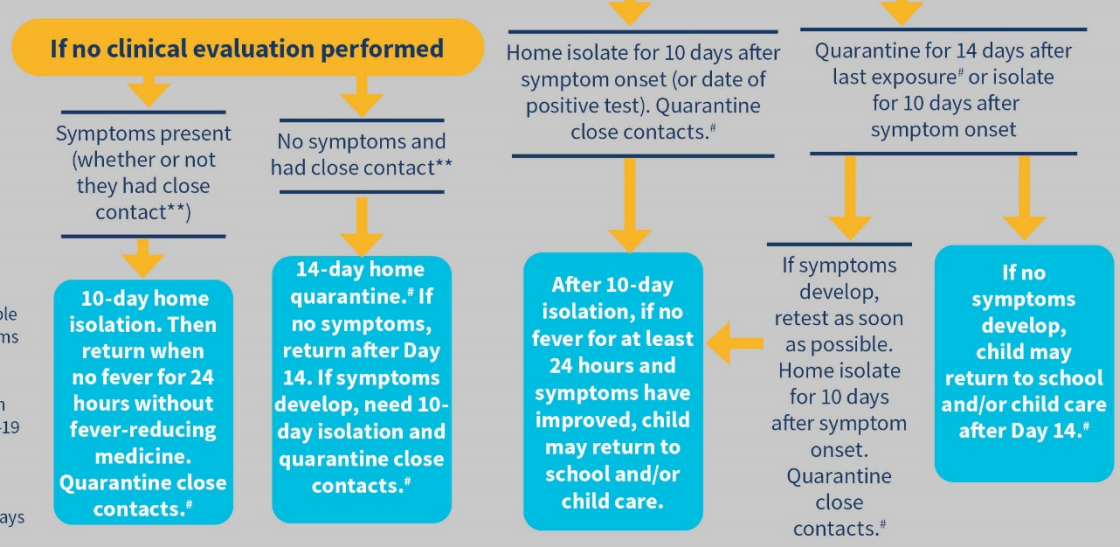 If no clinical evaluation performed
Symptoms present
(whether or not
they had close
contact**)
10-day home
isolation. Then
return when
no fever for 24
hours without
fever-reducing
medicine.
Quarantine close
contacts.#
No symptoms and
had close contact**
14-day home
quarantine.# If
no symptoms,
return after Day
14. If symptoms
develop, need 10-
day isolation and
quarantine close
contacts.#
Home isolate for 10 days after
symptom onset (or date of
positive test). Quarantine
close contacts.#
After 10-day
isolation, if no
fever for at least
24 hours and
symptoms have
improved, child
may return to
school and/or
child care.
Quarantine for 14 days after
last exposure# or isolate
for 10 days after
symptom onset
If symptoms
develop,
retest as soon
as possible.
Home isolate
for 10 days
after symptom
onset.
Quarantine
close
contacts.#
If no
symptoms
develop,
child may
return to school
and/or child care
after Day 14.#